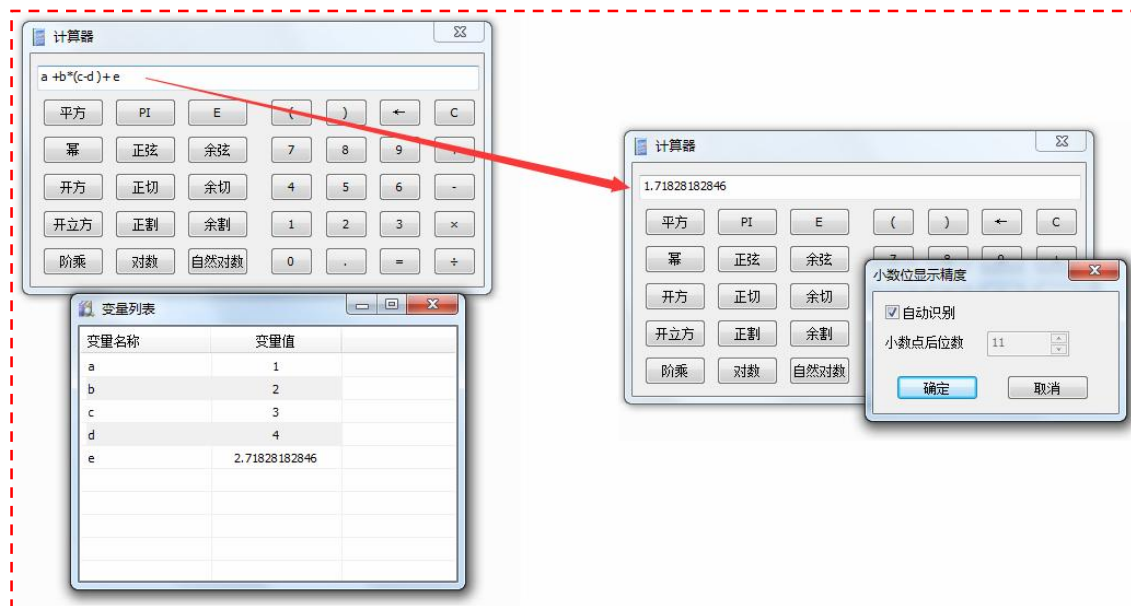 计算器
a +b*(c-d )+ e
平方 PI E ( ) ← C
幂 正弦 余弦 7 8 9
开方 正切 余切 4 5 6 -
开立方 正割 余割 1 2 3 ×
阶乘 对数 自然对数 0 . = ÷
变量列表
变量名称 变量值
a 1
b 2
c 3
d 4
e 2.71828182846
计算器
1.71828182846
平方 PI E ( ) ← C
幂 正弦 余弦 7 8 9 +
开方 正切 余切
开立方 正割 余割
阶乘 对数 自然对数
小数位显示精度
自动识别
小数点后位数 11
确定 取消